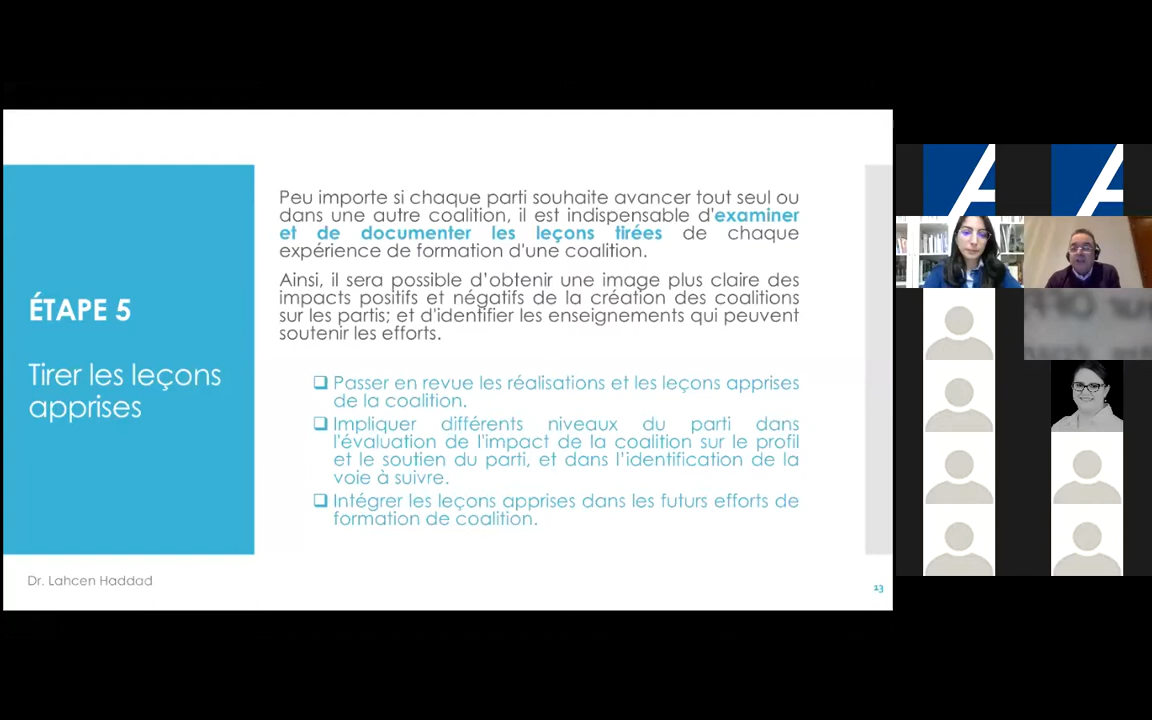 ÉTAPE 5
Tirer les leçons
apprises
Peu importe si chaque parti souhaite avancer tout seul ou
dans une autre coalition, il est indispensable d'examiner
et de documenter les leçons tirées de chaque
expérience de formation d'une coalition.
Ainsi, il sera possible d’obtenir une image plus claire des
impacts positifs et négatifs de la création des coalitions
sur les partis; et d'identifier les enseignements qui peuvent
soutenir les efforts.
Passer en revue les réalisations et les leçons apprises
de la coalition.
Impliquer différents niveaux du parti dans
l'évaluation de l'impact de la coalition sur le profil
et le soutien du parti, et dans l’identification de la
voie à suivre.
Intégrer les leçons apprises dans les futurs efforts de
formation de coalition.
Dr. Lahcen Haddad
13